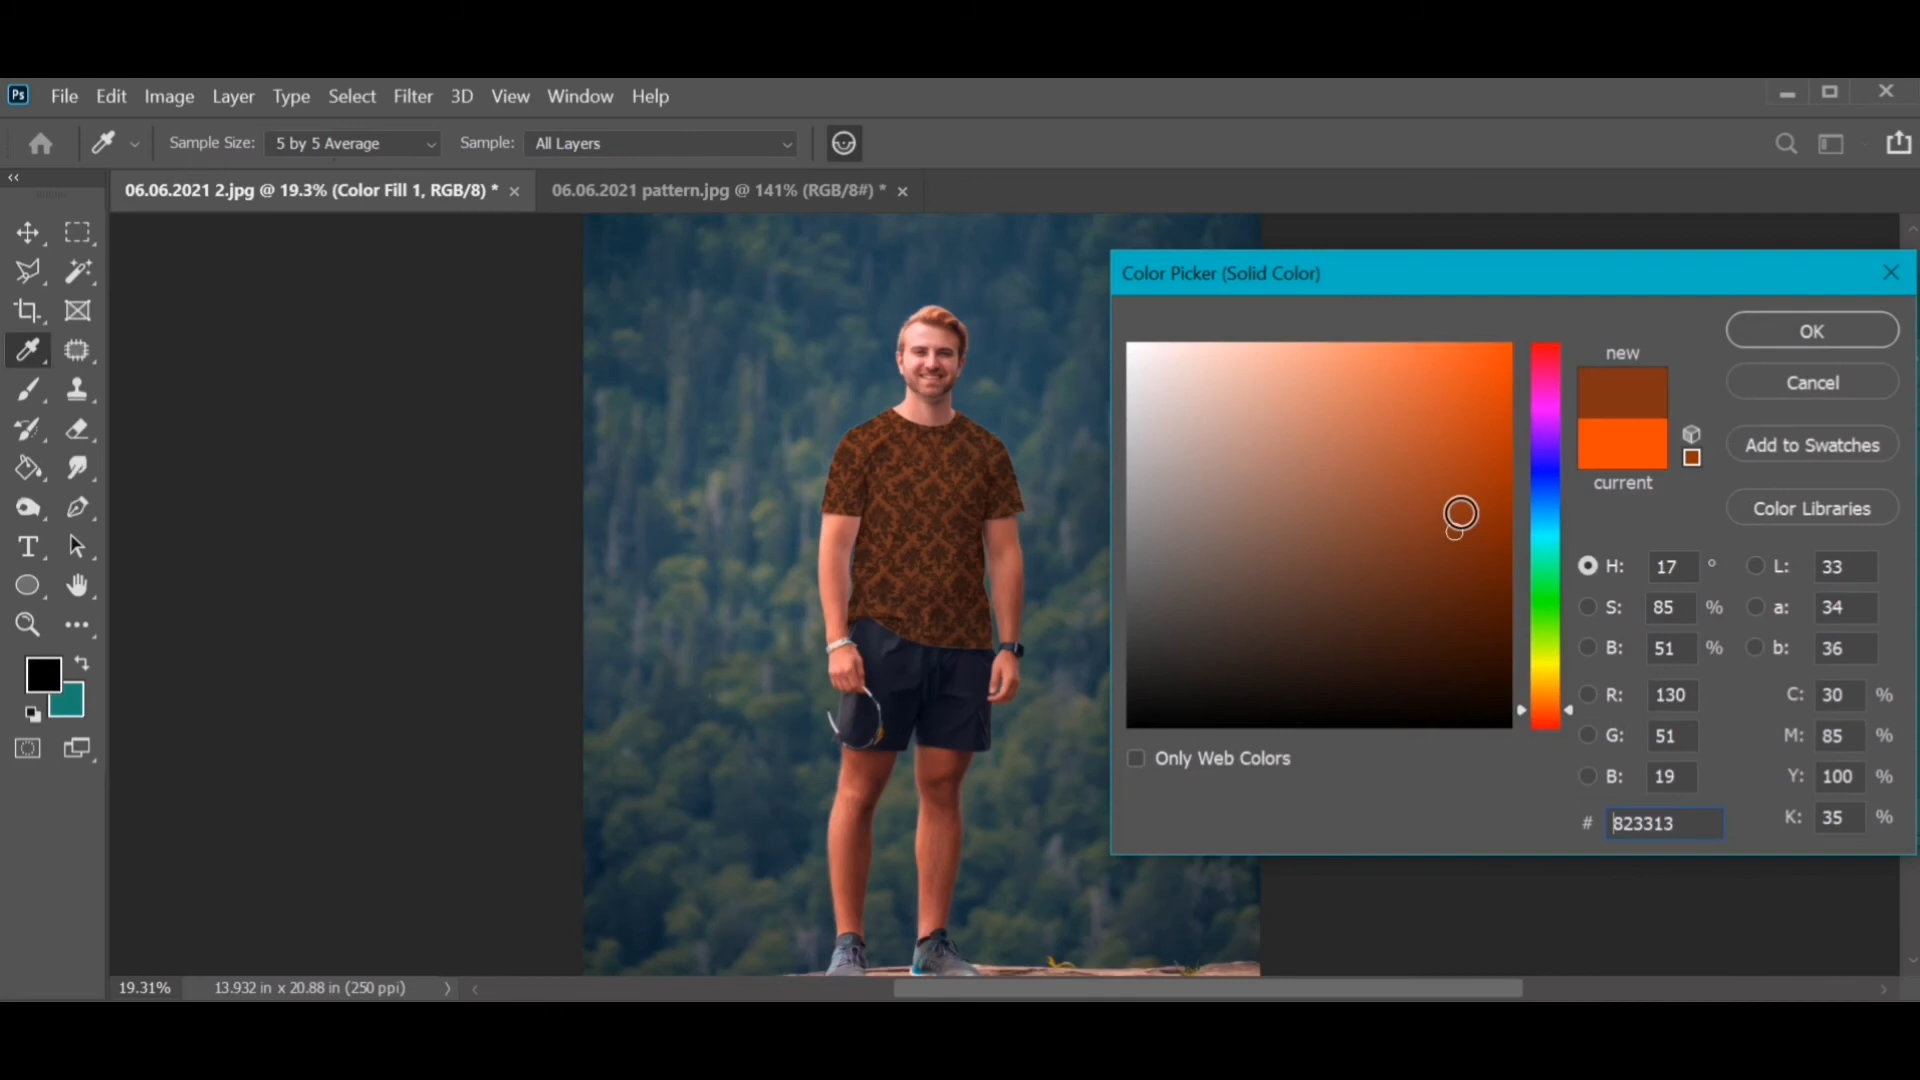 Ps File Edit Image Layer Type Select Filter 3D View Window Help
Sample Size: 5 by 5 Average Sample: All Layers
06.06.2021 2.jpg @ 19.3% (Color Fill 1, RGB/8) * 06.06.2021 pattern.jpg @ 141% (RGB/8#) *
Color Picker (Solid Color)
OK
new
Cancel
Add to Swatches
current
Color Libraries
H: 17 ° L: 33
S: 85 % a: 34
B: 51 % b: 36
R: 130 C: 30 %
G: 51 M: 85 %
Only Web Colors
B: 19 Y: 100 %
# 823313 K: 35 %
T
19.31% 13.932 in x 20.88 in (250 ppi)